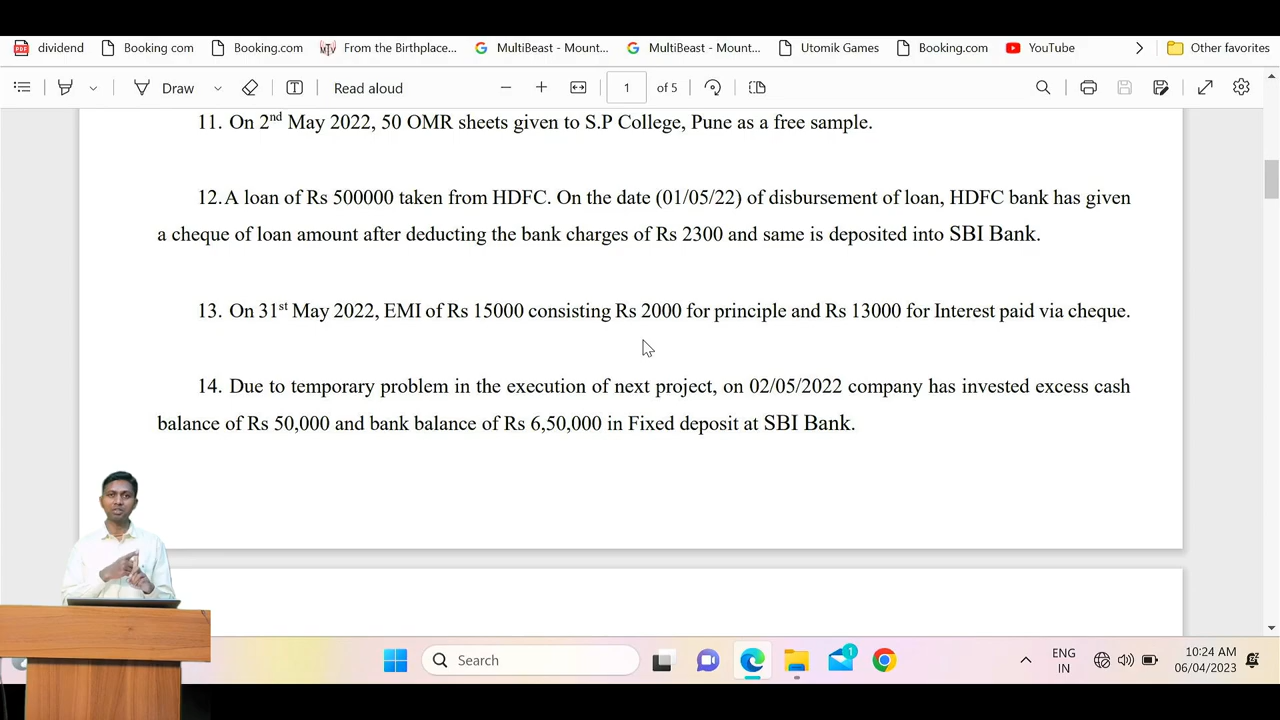 dividend Booking com Booking.com From the Birthplace... MultiBeast - Mount... MultiBeast - Mount... Utomik Games Booking.com YouTube Other favorites
Draw Read aloud 1 of 5
11. On 2nd May 2022, 50 OMR sheets given to S.P College, Pune as a free sample.
12.A loan of Rs 500000 taken from HDFC. On the date (01/05/22) of disbursement of loan, HDFC bank has given
a cheque of loan amount after deducting the bank charges of Rs 2300 and same is deposited into SBI Bank.
13. On 31st May 2022, EMI of Rs 15000 consisting Rs 2000 for principle and Rs 13000 for Interest paid via cheque.
14. Due to temporary problem in the execution of next project, on 02/05/2022 company has invested excess cash
balance of Rs 50,000 and bank balance of Rs 6,50,000 in Fixed deposit at SBI Bank.
Search 1 ENG 10:24 AM
IN 06/04/2023